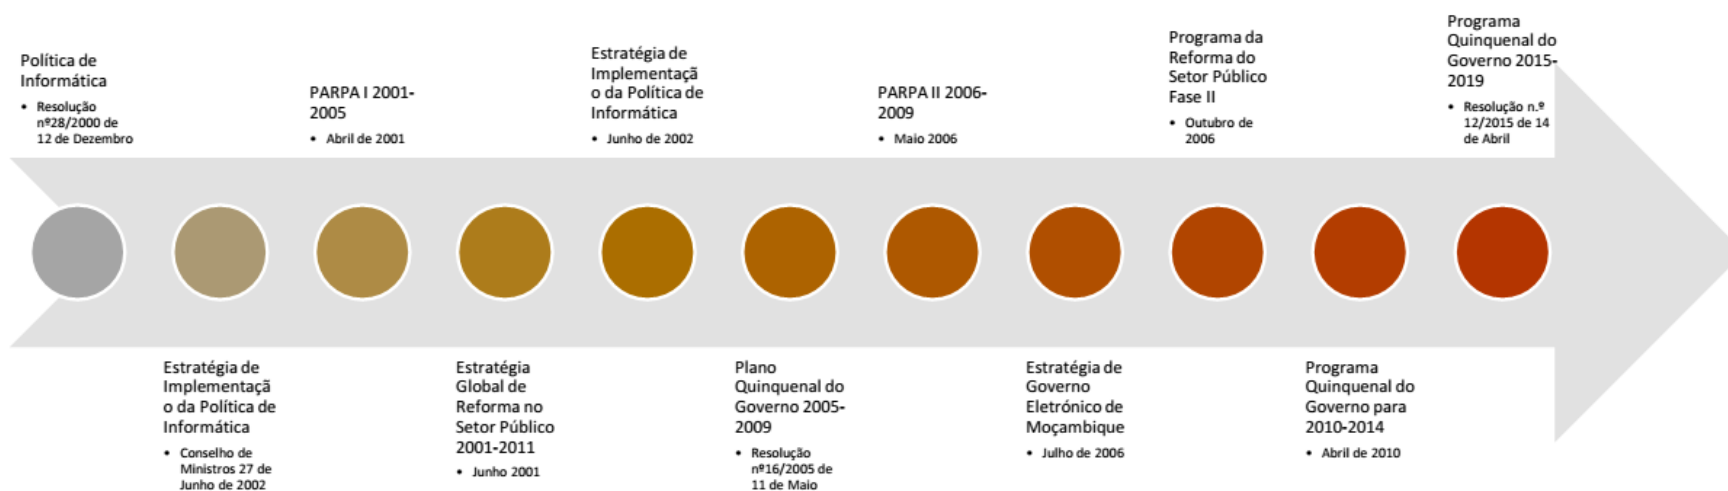 Política de
Informática
• Resolução
nº28/2000 de
12 de Dezembro
Estratégia de
Implementaçã
o da Política de
Informática
• Conselho de
Ministros 27 de
Junho de 2002
PARPA I 2001-
2005
• Abril de 2001
Estratégia
Global de
Reforma no
Setor Público
2001-2011
• Junho 2001
Estratégia de
Implementaçã
o da Política de
Informática
• Junho de 2002
Plano
Quinquenal do
Governo 2005-
2009
• Resolução
nº16/2005 de
11 de Maio
PARPA II 2006-
2009
• Maio 2006
Estratégia de
Governo
Eletrónico de
Moçambique
• Julho de 2006
Programa da
Reforma do
Setor Público
Fase II
• Outubro de
2006
Programa
Quinquenal do
Governo para
2010-2014
• Abril de 2010
Programa
Quinquenal do
Governo 2015-
2019
• Resolução n.º
12/2015 de 14
de Abril